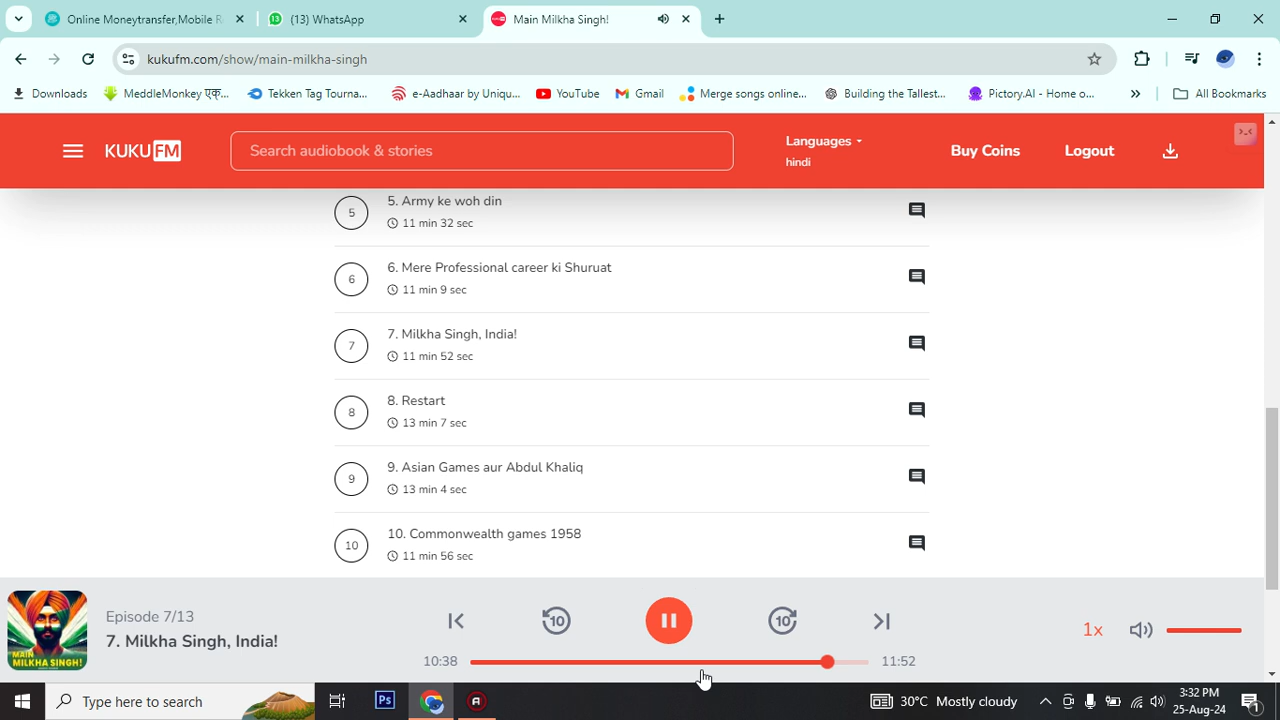 Online Moneytransfer,Mobile R
(13) WhatsApp
Main Milkha Singh!
kukufm.com/show/main-milkha-singh
Downloads
MeddleMonkey एक...
Tekken Tag Tourna...
e-Aadhaar by Uniqu...
YouTube
Gmail
Merge songs online...
Building the Tallest...
Pictory.AI - Home o...
»
All Bookmarks
KUKU FM
Search audiobook & stories
Languages
hindi
Buy Coins
Logout
5
5. Army ke woh din
11 min 32 sec
6
6. Mere Professional career ki Shuruat
11 min 9 sec
7
7. Milkha Singh, India!
11 min 52 sec
8
8. Restart
13 min 7 sec
9
9. Asian Games aur Abdul Khaliq
13 min 4 sec
10
10. Commonwealth games 1958
11 min 56 sec
MAIN
MILKHA SINGH!
Episode 7/13
7. Milkha Singh, India!
10
10
1x
10:38
11:52
Type here to search
Ps
30°C Mostly cloudy
3:32 PM
25-Aug-24
1